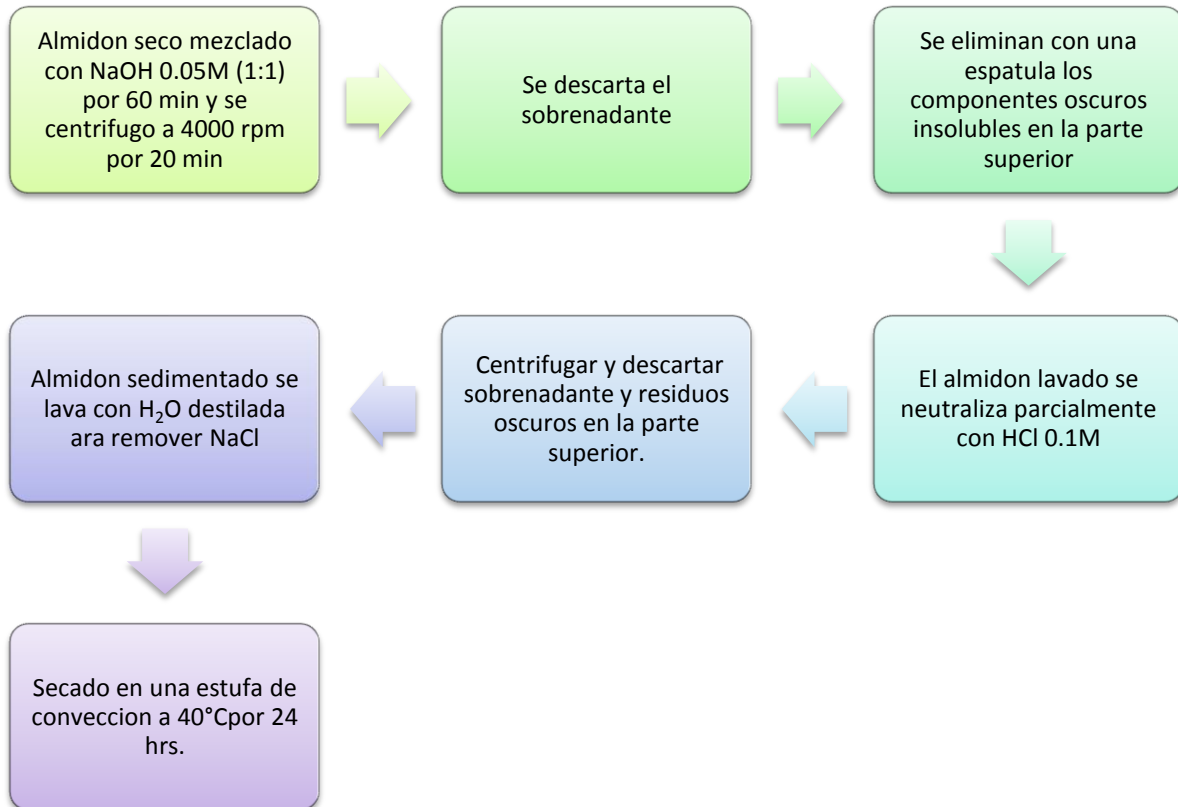 Almidon seco mezclado
con NaOH 0.05M (1:1)
por 60 min y se
centrifugo a 4000 rpm
por 20 min
Se descarta el
sobrenadante
Se eliminan con una
espatula los
componentes oscuros
insolubles en la parte
superior
El almidon lavado se
neutraliza parcialmente
con HCl 0.1M
Centrifugar y descartar
sobrenadante y residuos
oscuros en la parte
superior.
Almidon sedimentado se
lava con H₂O destilada
ara remover NaCl
Secado en una estufa de
conveccion a 40°Cpor 24
hrs.